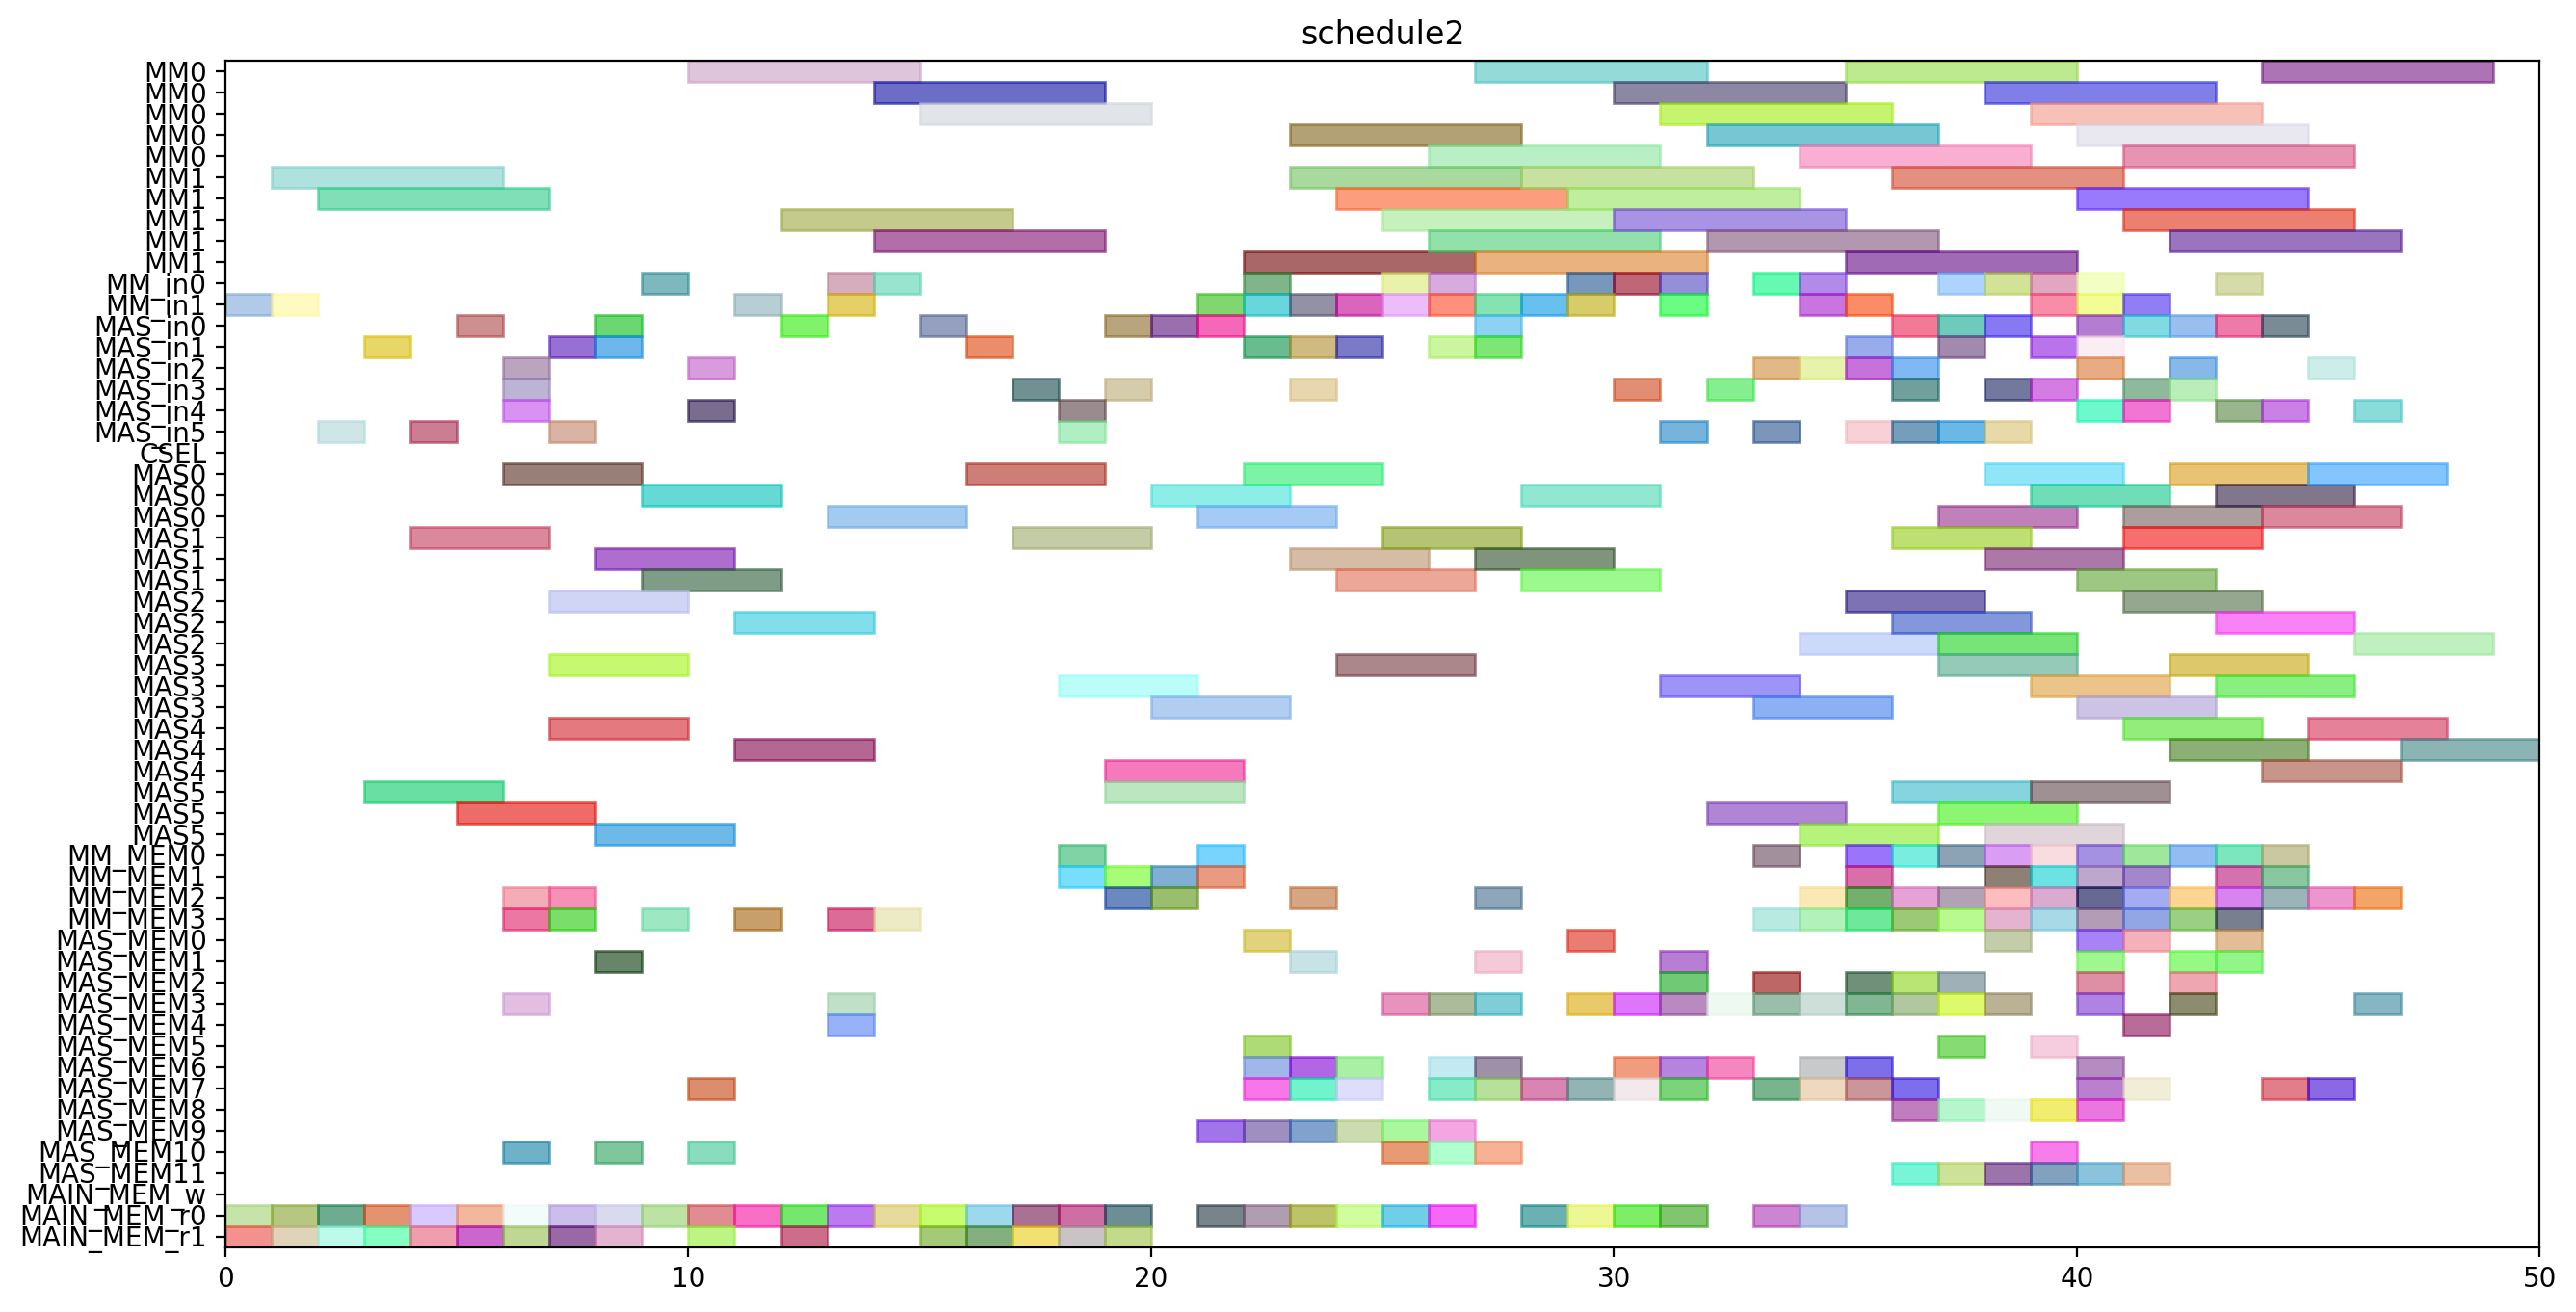 schedule2
MM0
MM0
MM0
MM0
MM0
MM1
MM1
MM1
MM1
MM1
MM_in0
MM_in1
MAS_in0
MAS_in1
MAS_in2
MAS_in3
MAS_in4
MAS_in5
CSEL
MAS0
MAS0
MAS0
MAS1
MAS1
MAS1
MAS2
MAS2
MAS2
MAS3
MAS3
MAS3
MAS4
MAS4
MAS4
MAS5
MAS5
MAS5
MM_MEM0
MM_MEM1
MM_MEM2
MM_MEM3
MAS_MEM0
MAS_MEM1
MAS_MEM2
MAS_MEM3
MAS_MEM4
MAS_MEM5
MAS_MEM6
MAS_MEM7
MAS_MEM8
MAS_MEM9
MAS_MEM10
MAS_MEM11
MAIN_MEM_w
MAIN_MEM_r0
MAIN_MEM_r1
0 10 20 30 40 50